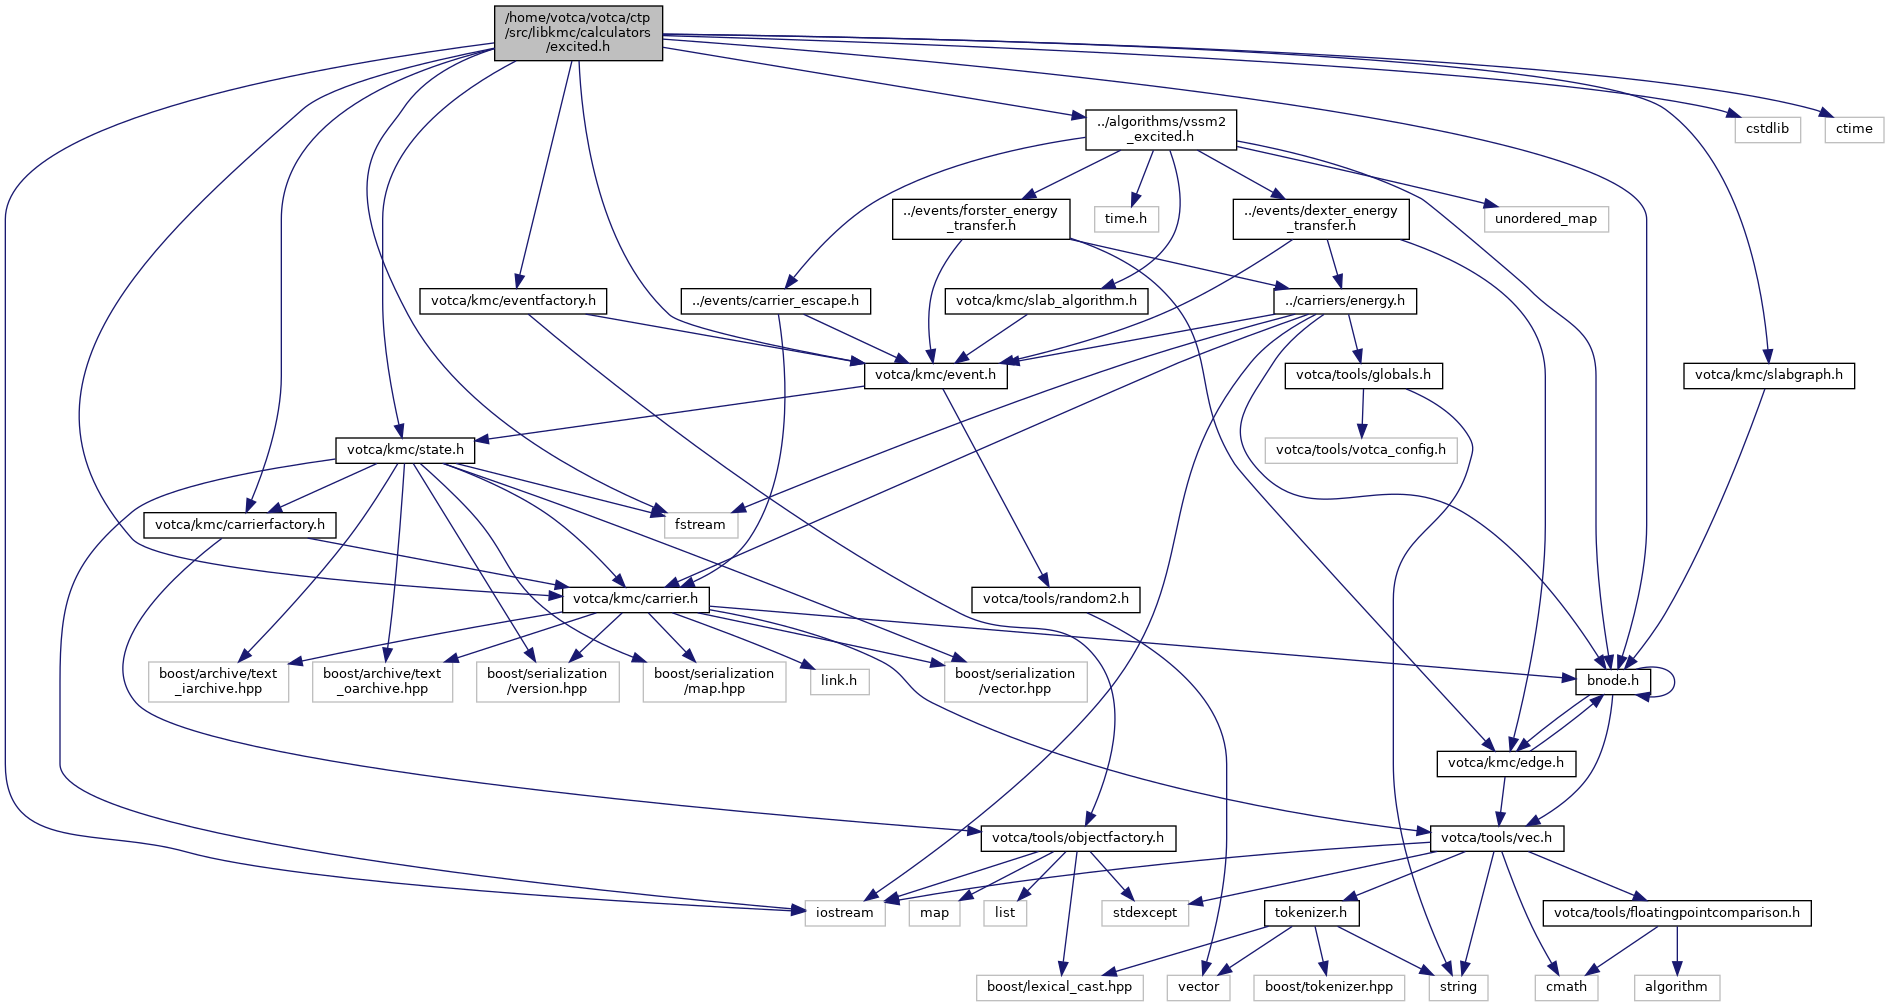 /home/votca/votca/ctp
/src/libkmc/calculators
/excited.h
../algorithms/vssm2
_excited.h
cstdlib
ctime
../events/forster_energy
_transfer.h
time.h
../events/dexter_energy
_transfer.h
unordered_map
votca/kmc/eventfactory.h
../events/carrier_escape.h
votca/kmc/slab_algorithm.h
../carriers/energy.h
votca/kmc/event.h
votca/tools/globals.h
votca/kmc/slabgraph.h
votca/kmc/state.h
votca/tools/votca_config.h
votca/kmc/carrierfactory.h
fstream
votca/kmc/carrier.h
votca/tools/random2.h
boost/archive/text
_iarchive.hpp
boost/archive/text
_oarchive.hpp
boost/serialization
/version.hpp
boost/serialization
/map.hpp
link.h
boost/serialization
/vector.hpp
bnode.h
votca/kmc/edge.h
votca/tools/objectfactory.h
votca/tools/vec.h
iostream
map
list
stdexcept
tokenizer.h
votca/tools/floatingpointcomparison.h
boost/lexical_cast.hpp
vector
boost/tokenizer.hpp
string
cmath
algorithm